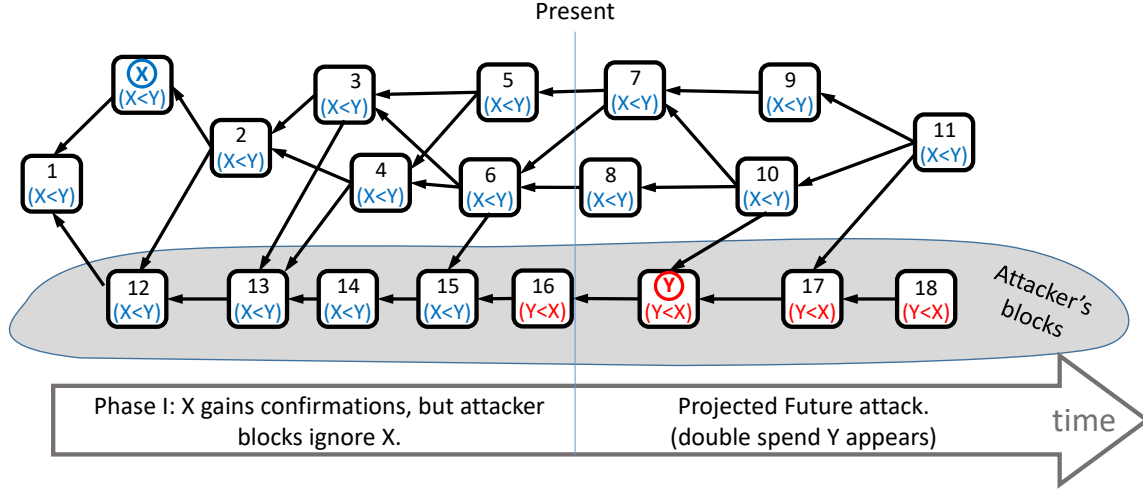 Present
X
(X<Y)
3
(X<Y)
5
(X<Y)
7
(X<Y)
9
(X<Y)
1
(X<Y)
2
(X<Y)
4
(X<Y)
6
(X<Y)
8
(X<Y)
10
(X<Y)
11
(X<Y)
12
(X<Y)
13
(X<Y)
14
(X<Y)
15
(X<Y)
16
(Y<X)
Y
(Y<X)
17
(Y<X)
18
(Y<X)
Attacker's
blocks
Phase I: X gains confirmations, but attacker
blocks ignore X.
Projected Future attack.
(double spend Y appears)
time